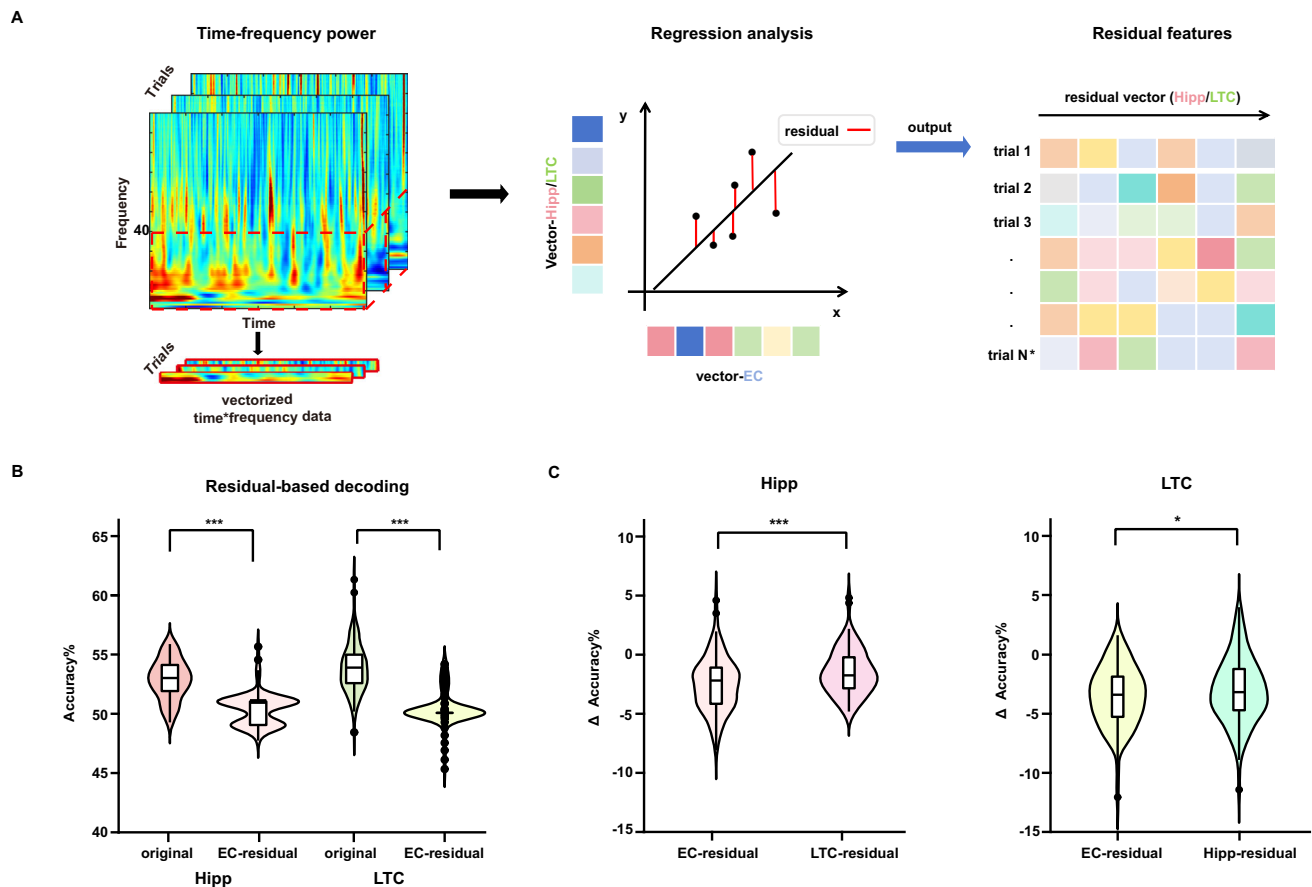 A
Time-frequency power
Trials
Frequency
40
Time
Trials
vectorized
time*frequency data
Regression analysis
y
Vector-Hipp/LTC
residual
x
vector-EC
output
Residual features
residual vector (Hipp/LTC)
trial 1
trial 2
trial 3
.
.
.
trial N*
B
Residual-based decoding
***
***
Accuracy%
65
60
55
50
45
40
original
EC-residual
original
EC-residual
Hipp
LTC
C
Hipp
***
Δ Accuracy%
10
5
0
-5
-10
-15
EC-residual
LTC-residual
LTC
*
Δ Accuracy%
10
5
0
-5
-10
-15
EC-residual
Hipp-residual